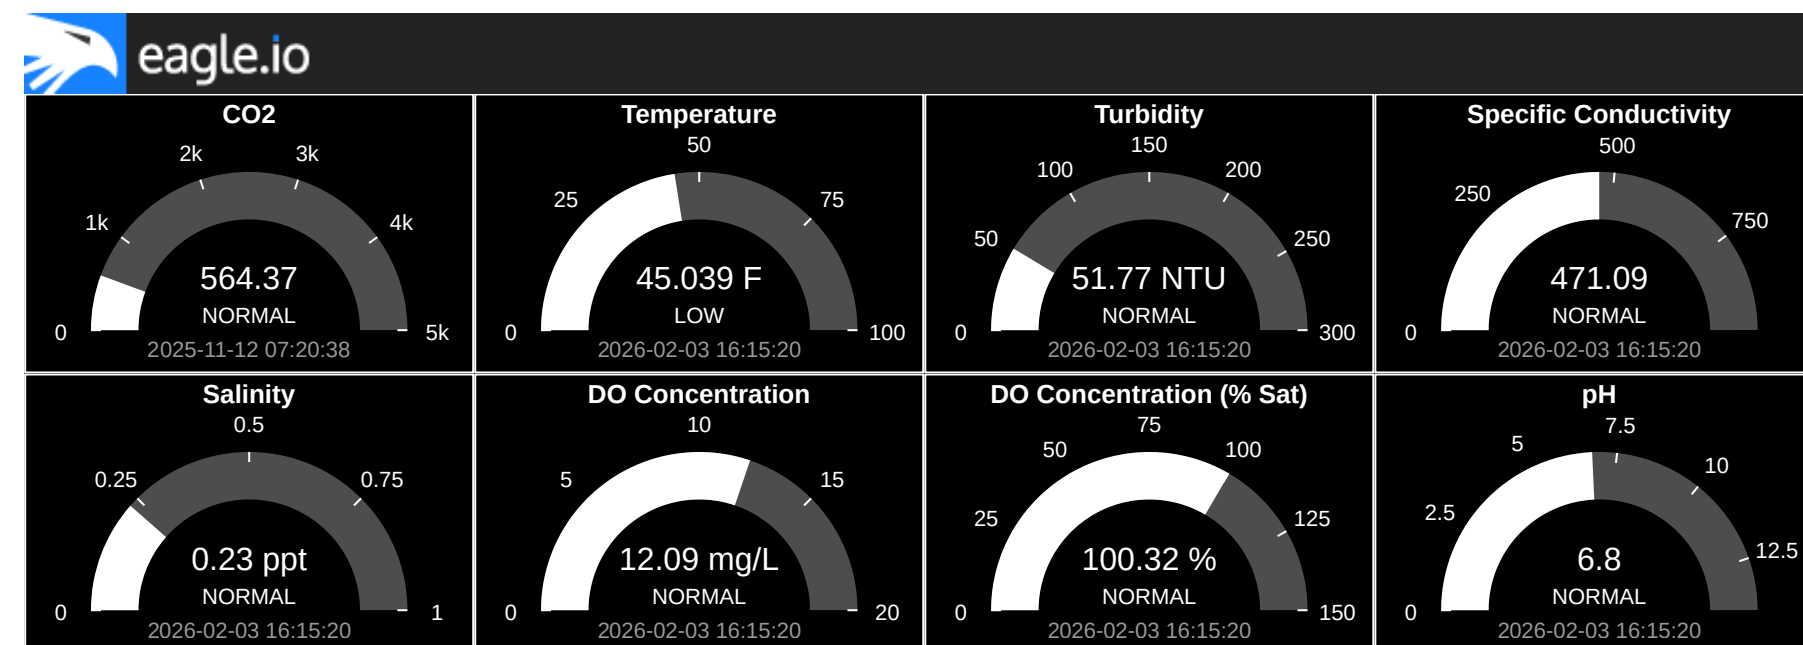 eagle.io
CO2
2k
3k
1k
4k
564.37
NORMAL
0
5k
2025-11-12 07:20:38
Temperature
50
25
75
45.039 F
LOW
0
100
2026-02-03 16:15:20
Turbidity
150
100
200
50
250
51.77 NTU
NORMAL
0
300
2026-02-03 16:15:20
Specific Conductivity
500
250
750
471.09
NORMAL
0
2026-02-03 16:15:20
Salinity
0.5
0.25
0.75
0.23 ppt
NORMAL
0
1
2026-02-03 16:15:20
DO Concentration
10
5
15
12.09 mg/L
NORMAL
0
20
2026-02-03 16:15:20
DO Concentration (% Sat)
75
50
100
25
125
100.32 %
NORMAL
0
150
2026-02-03 16:15:20
pH
7.5
5
10
2.5
12.5
6.8
NORMAL
0
2026-02-03 16:15:20